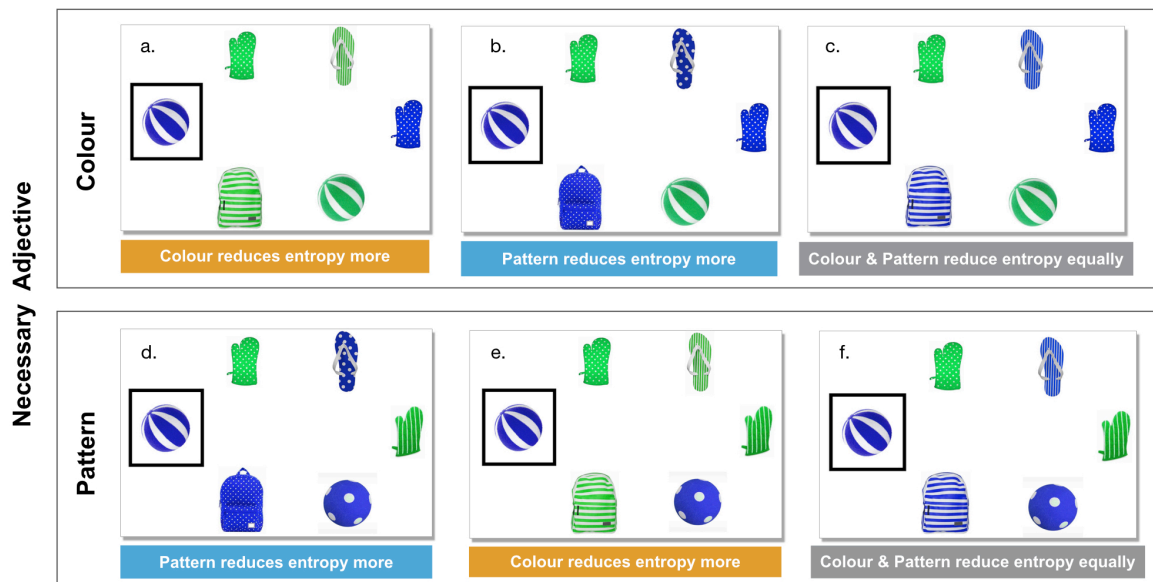 Necessary Adjective
Colour
a.
b.
c.
Colour reduces entropy more
Pattern reduces entropy more
Colour & Pattern reduce entropy equally
Pattern
d.
e.
f.
Pattern reduces entropy more
Colour reduces entropy more
Colour & Pattern reduce entropy equally